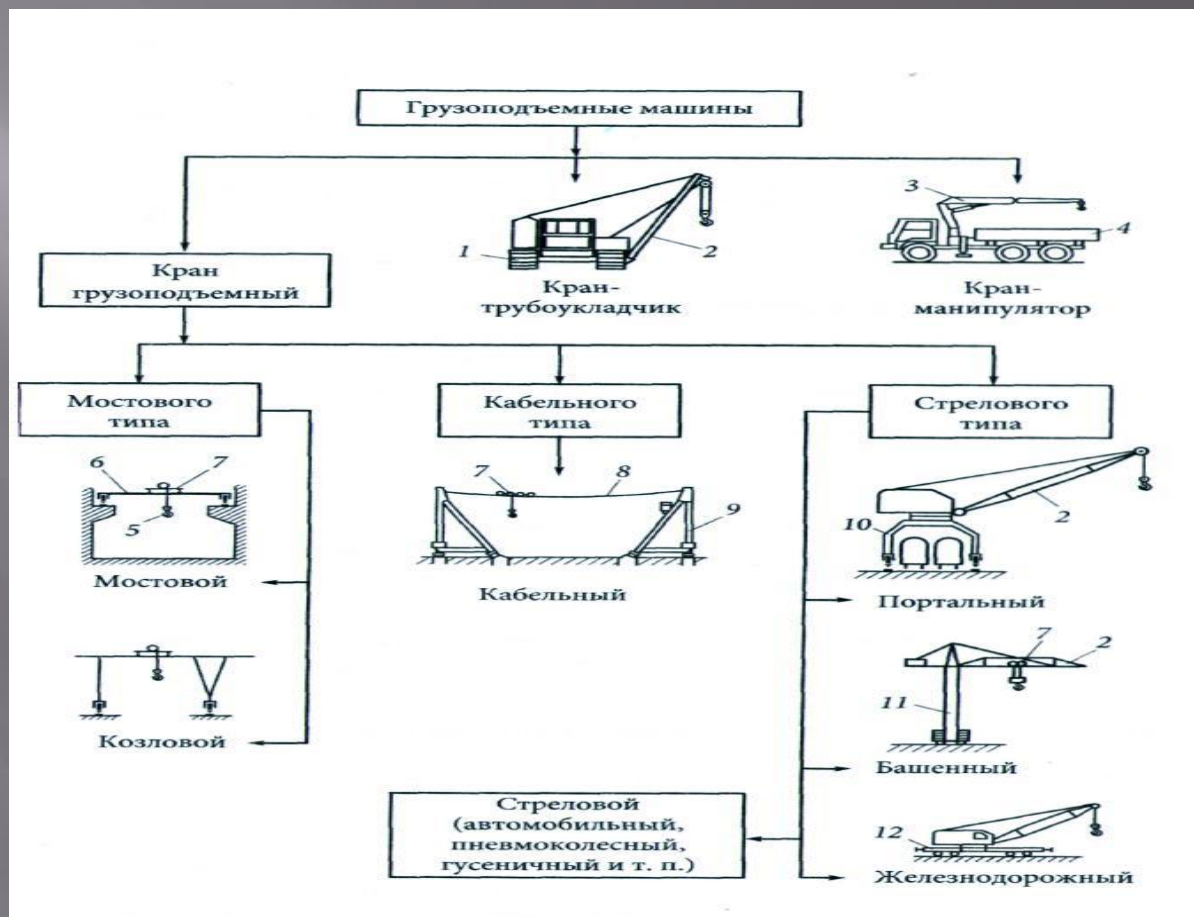 Грузоподъемные машины
3
4
1
2
Кран
грузоподъемный
Кран-
трубоукладчик
Кран-
манипулятор
Мостового
типа
Кабельного
типа
Стрелового
типа
6
7
5
Мостовой
7
8
9
Кабельный
2
10
Портальный
Козловой
7
2
11
Башенный
Стреловой
(автомобильный,
пневмоколесный,
гусеничный и т. п.)
12
Железнодорожный